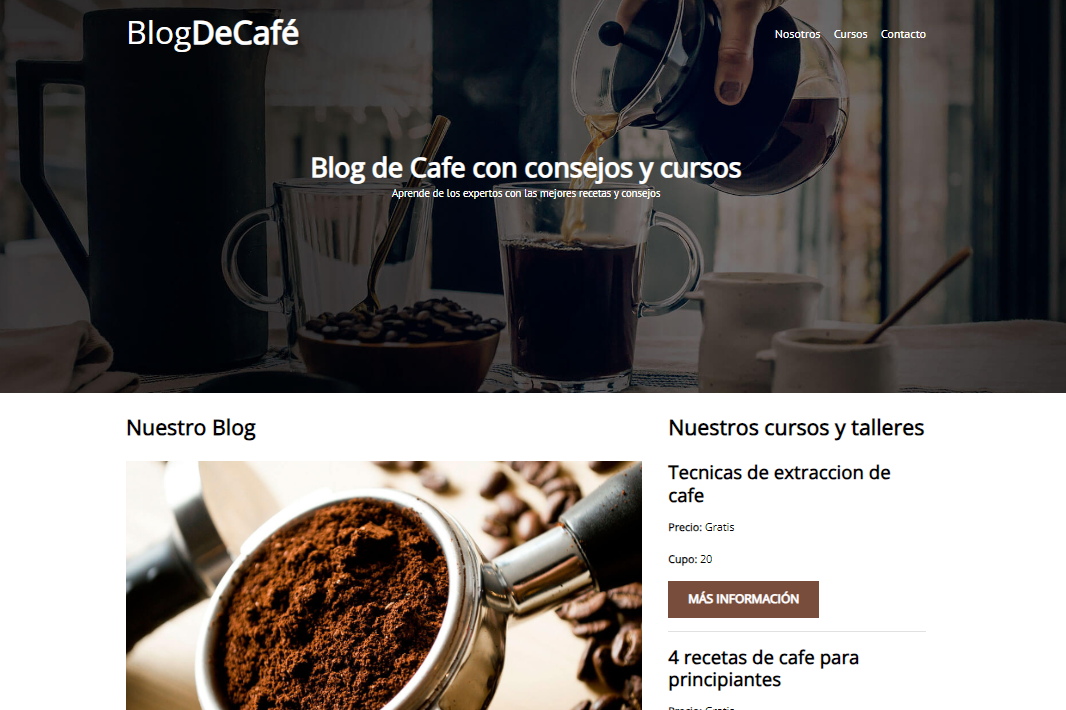 BlogDeCafé
Nosotros Cursos Contacto
Blog de Cafe con consejos y cursos
Aprende de los expertos con las mejores recetas y consejos
Nuestro Blog
Nuestros cursos y talleres
Tecnicas de extraccion de
cafe
Precio: Gratis
Cupo: 20
MÁS INFORMACIÓN
4 recetas de cafe para
principiantes
Precio: Gratis